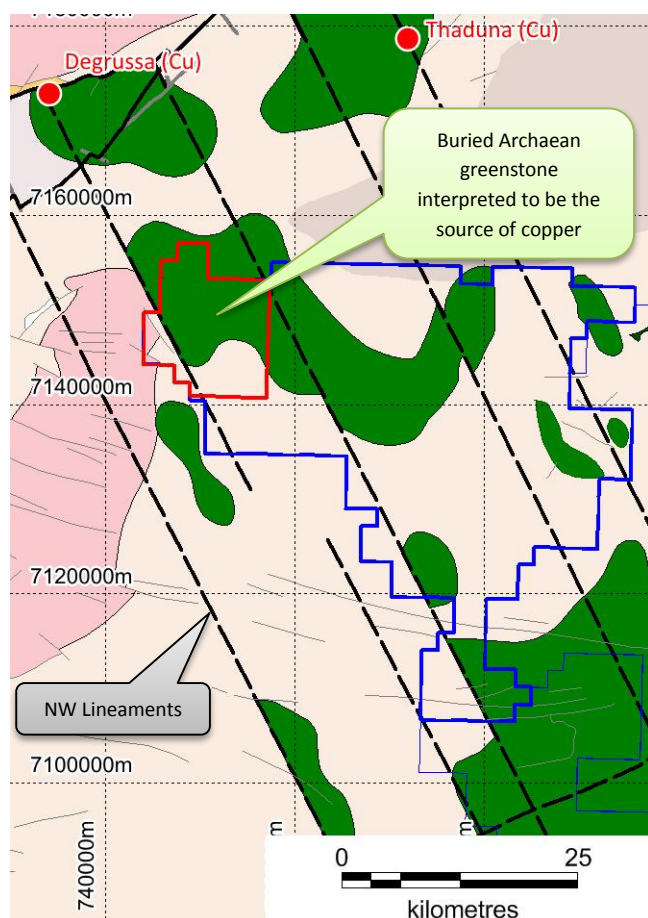 Thaduna (Cu)
Degrussa (Cu)
Buried Archaean
greenstone
interpreted to be the
source of copper
7160000m
7140000m
7120000m
NW Lineaments
7100000m
740000m
0
25
kilometres